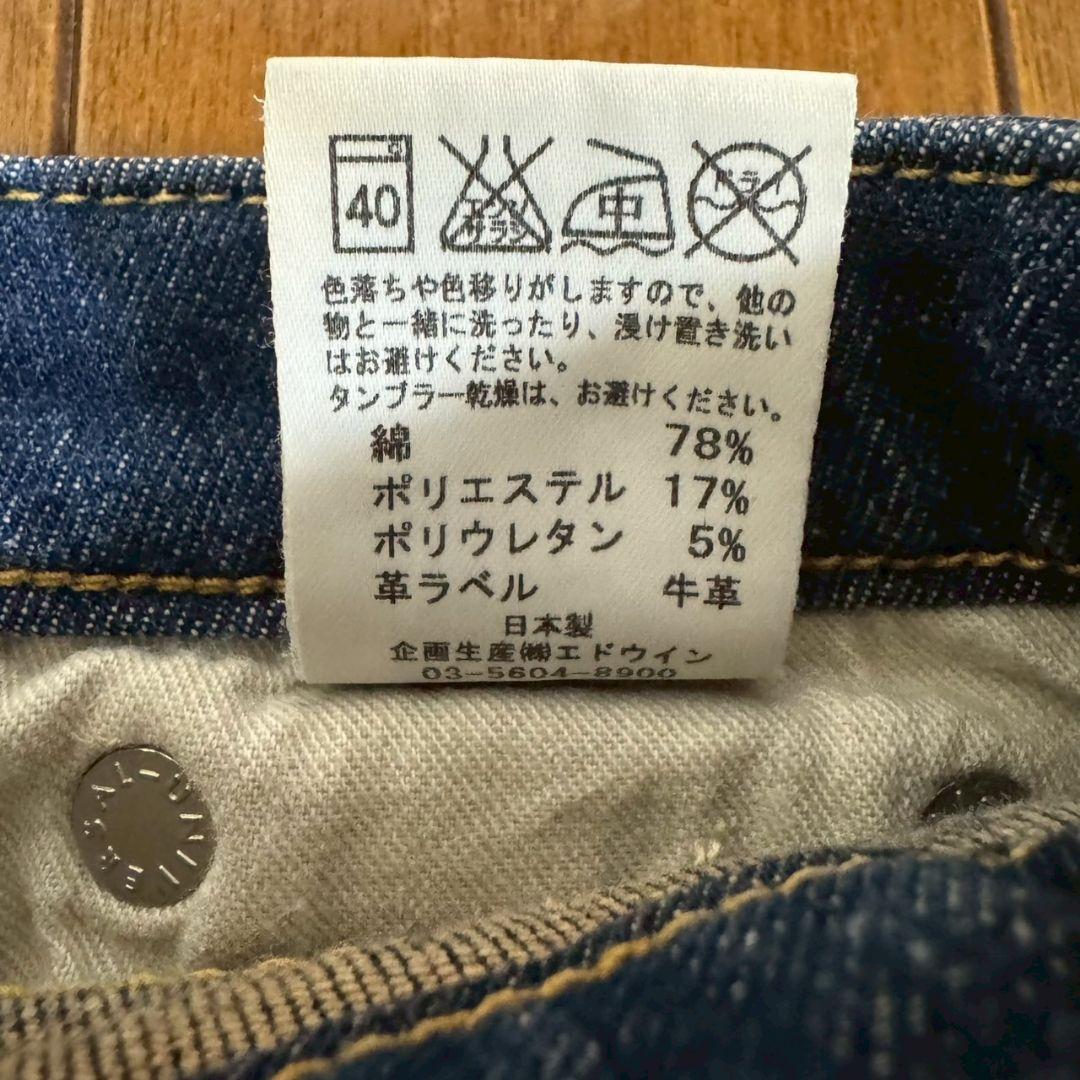 40
エンソ
サラシ
中
ドライ
色落ちや色移りがしますので、他の
物と一緒に洗ったり、浸け置き洗い
はお避けください。
タンブラー乾燥は、お避けください。
綿 78%
ポリエステル 17%
ポリウレタン 5%
革ラベル 牛革
日本製
企画生産㈱エドウイン
03-5604-8900